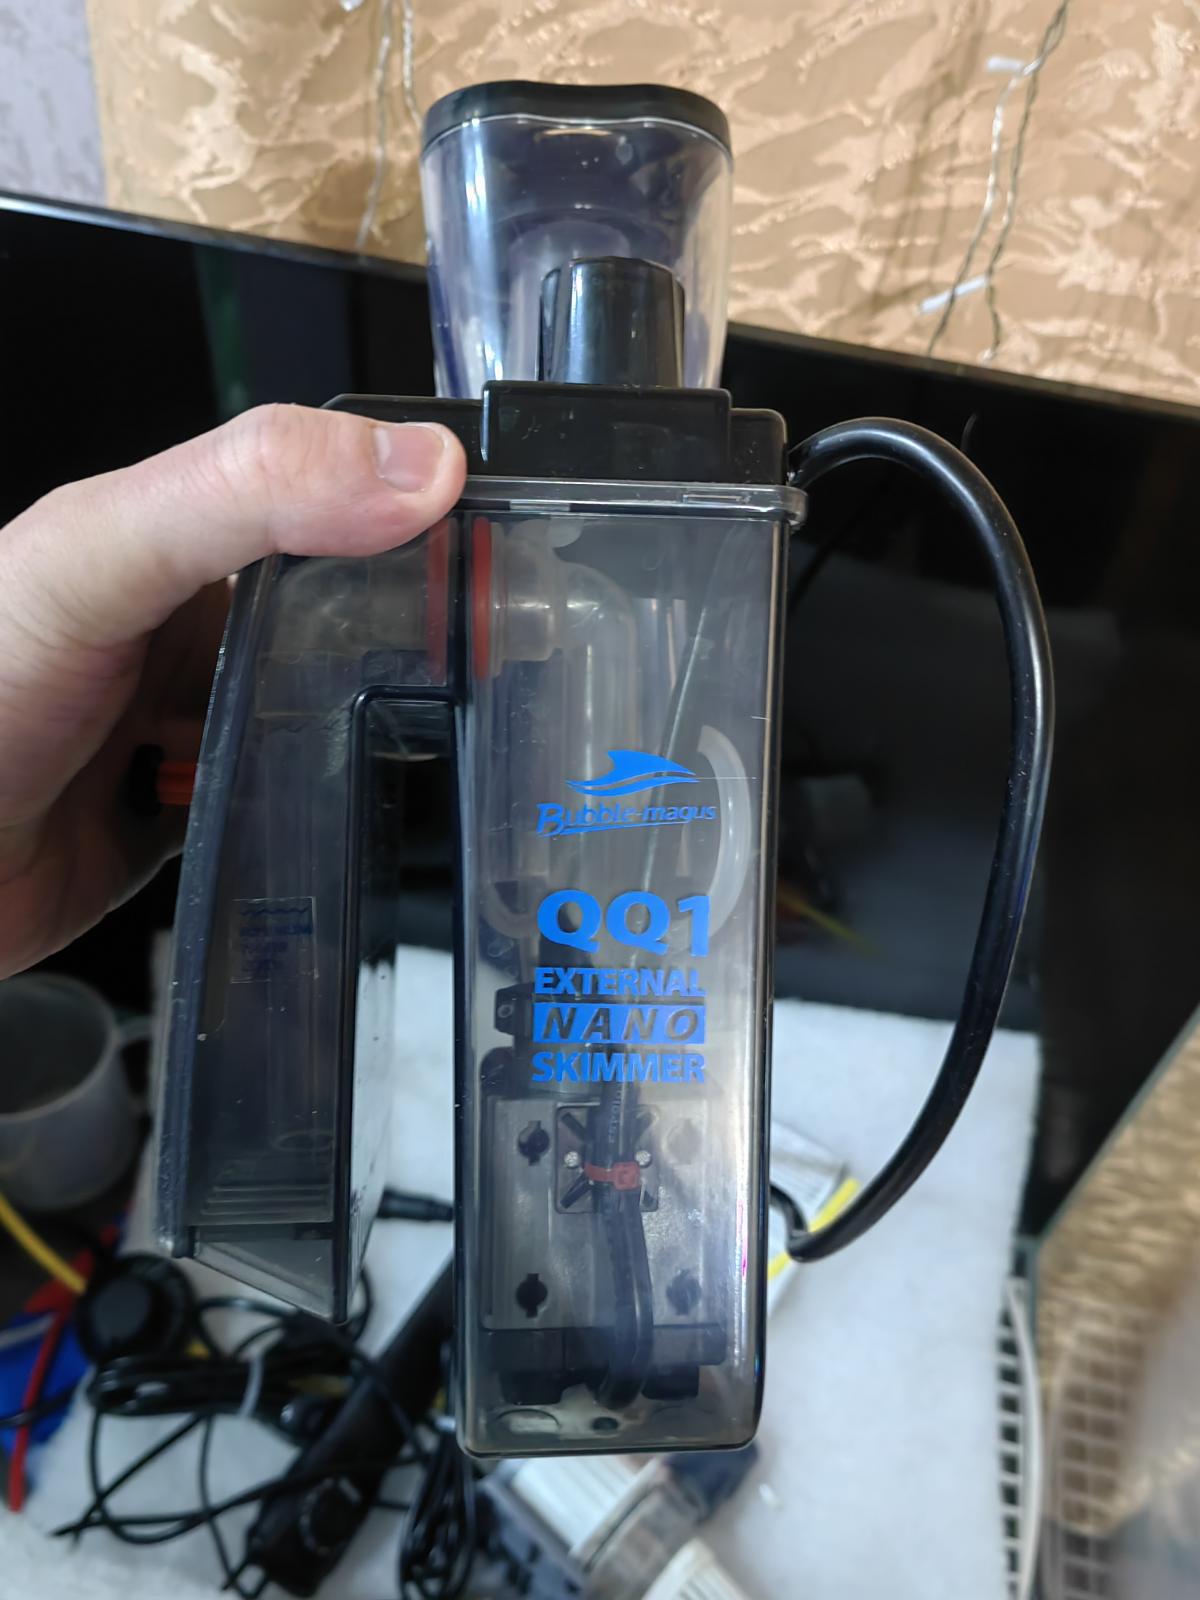 Bubble-magus
QQ1
EXTERNAL
NANO
SKIMMER